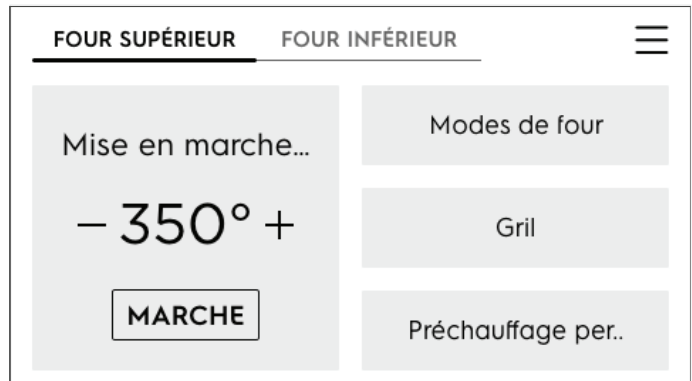 FOUR SUPÉRIEUR
FOUR INFÉRIEUR
Mise en marche...
− 350° +
MARCHE
Modes de four
Gril
Préchauffage per..